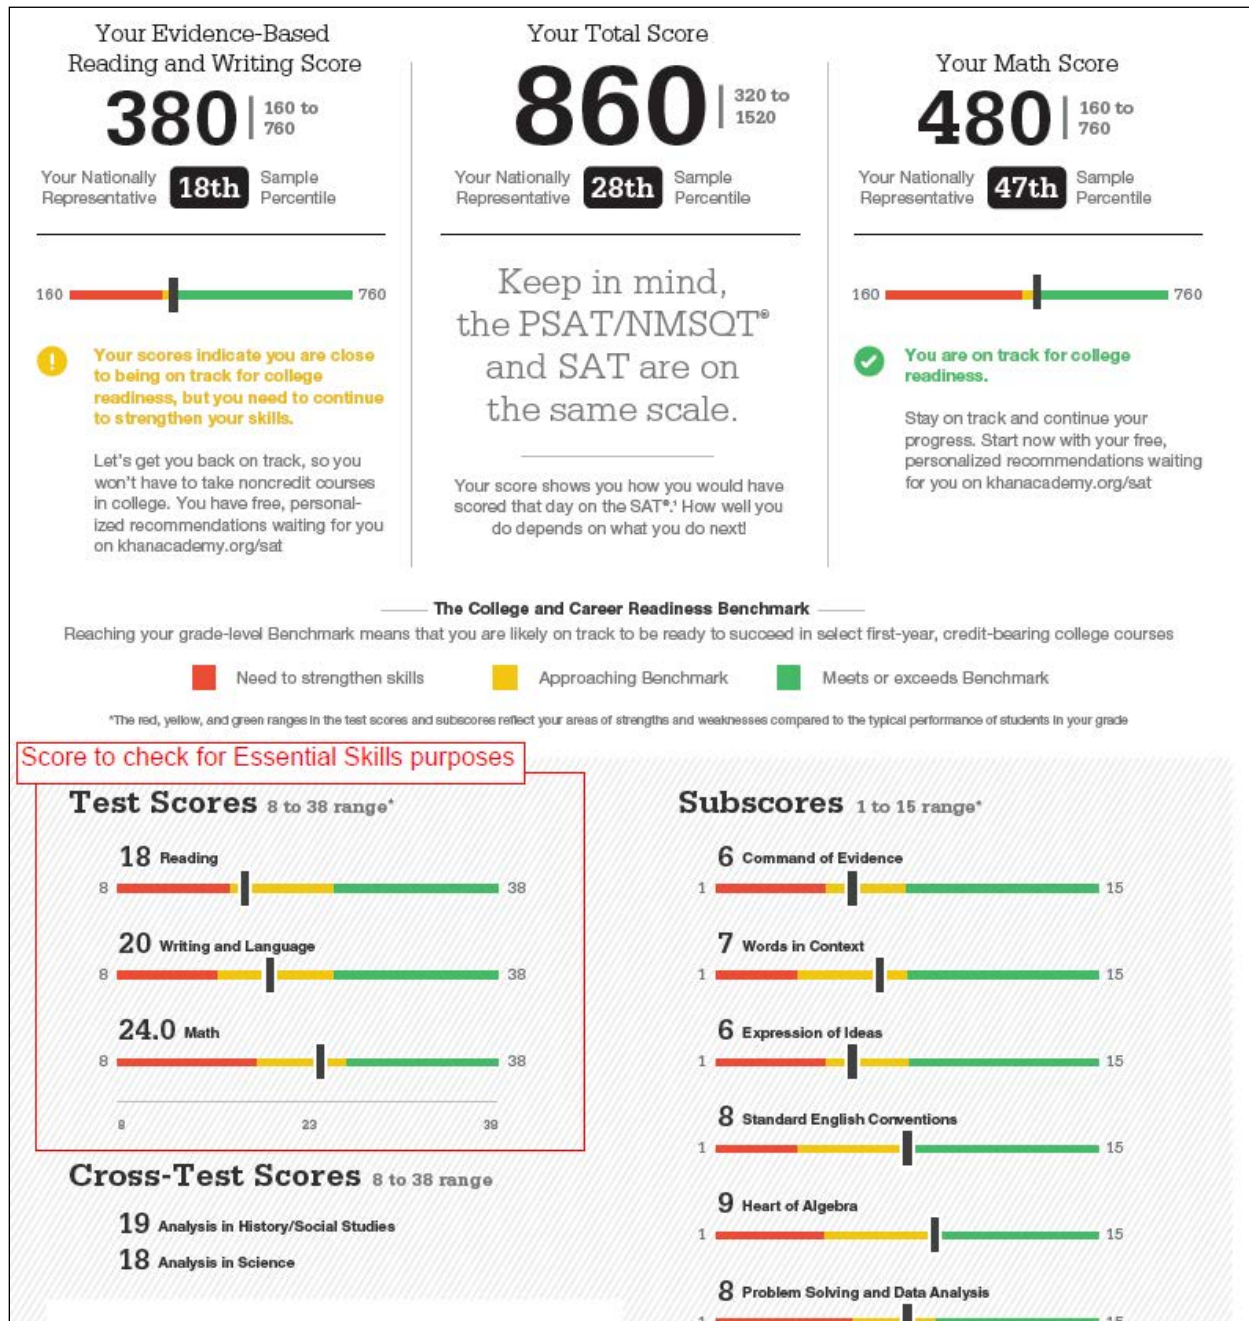 Your Evidence-Based
Reading and Writing Score
380 | 160 to
760
Your Nationally
Representative
18th
Sample
Percentile
160
760
Your scores indicate you are close
to being on track for college
readiness, but you need to continue
to strengthen your skills.
Let's get you back on track, so you
won't have to take noncredit courses
in college. You have free, personal-
ized recommendations waiting for you
on khanacademy.org/sat
Your Total Score
860 | 320 to
1520
Your Nationally
Representative
28th
Sample
Percentile
Keep in mind,
the PSAT/NMSQT®
and SAT are on
the same scale.
Your score shows you how you would have
scored that day on the SAT®.¹ How well you
do depends on what you do next!
Your Math Score
480 | 160 to
760
Your Nationally
Representative
47th
Sample
Percentile
160
760
You are on track for college
readiness.
Stay on track and continue your
progress. Start now with your free,
personalized recommendations waiting
for you on khanacademy.org/sat
The College and Career Readiness Benchmark
Reaching your grade-level Benchmark means that you are likely on track to be ready to succeed in select first-year, credit-bearing college courses
Need to strengthen skills
Approaching Benchmark
Meets or exceeds Benchmark
*The red, yellow, and green ranges in the test scores and subscores reflect your areas of strengths and weaknesses compared to the typical performance of students in your grade
Score to check for Essential Skills purposes
Test Scores 8 to 38 range*
18 Reading
8
38
20 Writing and Language
8
38
24.0 Math
8
38
8
23
38
Cross-Test Scores 8 to 38 range
19 Analysis in History/Social Studies
18 Analysis in Science
Subscores 1 to 15 range*
6 Command of Evidence
1
15
7 Words in Context
1
15
6 Expression of Ideas
1
15
8 Standard English Conventions
1
15
9 Heart of Algebra
1
15
8 Problem Solving and Data Analysis
1
15